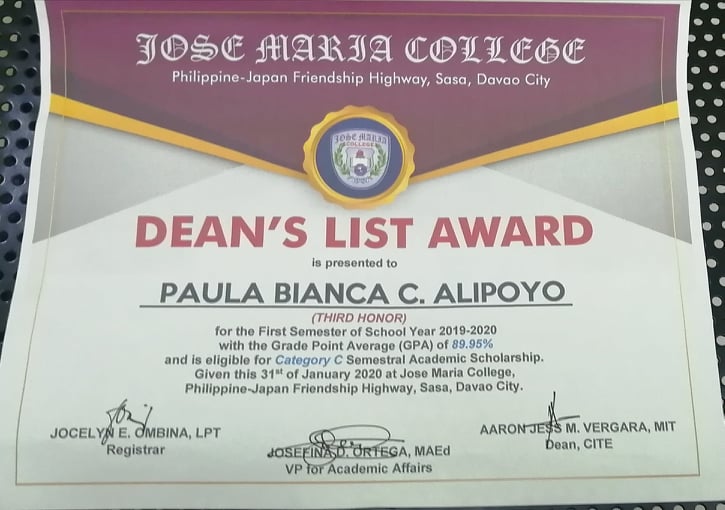 JOSE MARIA COLLEGE
Philippine-Japan Friendship Highway, Sasa, Davao City
JOSE MARIA
COLLEGE
DEAN'S LIST AWARD
is presented to
PAULA BIANCA C. ALIPOYO
(THIRD HONOR)
for the First Semester of School Year 2019-2020
with the Grade Point Average (GPA) of 89.95%
and is eligible for Category C Semestral Academic Scholarship.
Given this 31st of January 2020 at Jose Maria College,
Philippine-Japan Friendship Highway, Sasa, Davao City.
JOCELYN E. OMBINA, LPT
Registrar
JOSEFINA D. ORTEGA, MAEd
VP for Academic Affairs
AARON JESS M. VERGARA, MIT
Dean, CITE